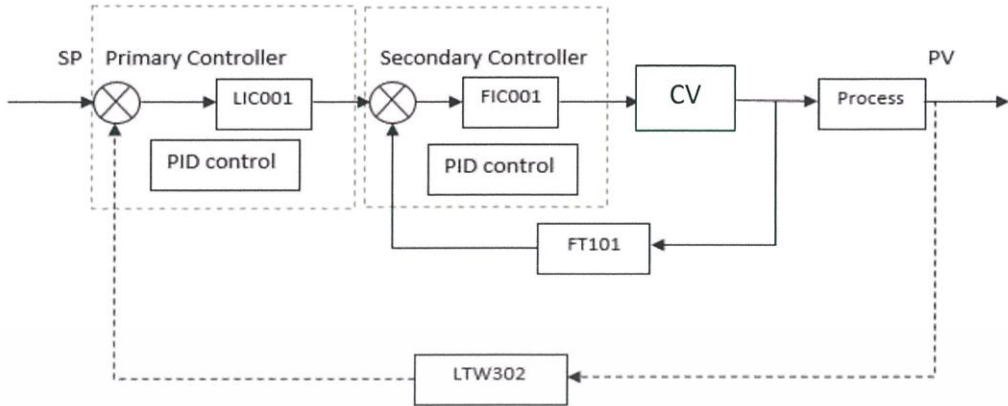 SP
Primary Controller
Secondary Controller
PV
LIC001
FIC001
CV
Process
PID control
PID control
FT101
LTW302